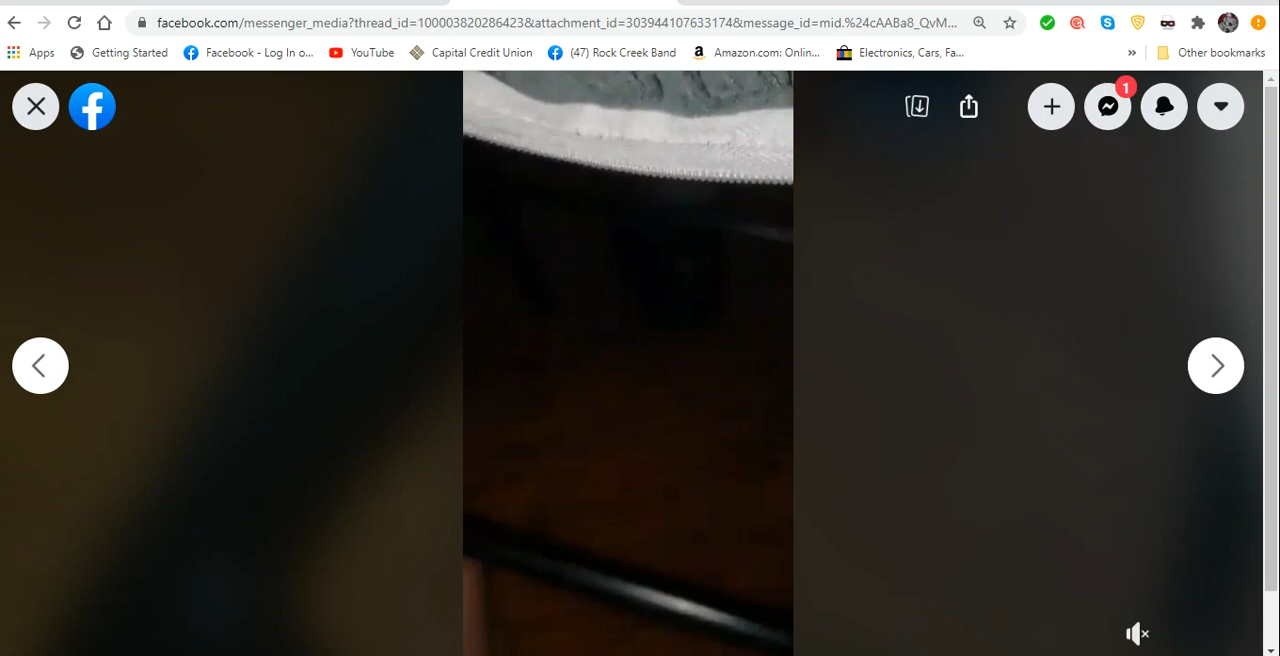 facebook.com/messenger_media?thread_id=100003820286423&attachment_id=303944107633174&message_id=mid.%24cAABa8_QvM...
Apps Getting Started Facebook - Log In o... YouTube Capital Credit Union (47) Rock Creek Band Amazon.com: Onlin... Electronics, Cars, Fa... » Other bookmarks
1